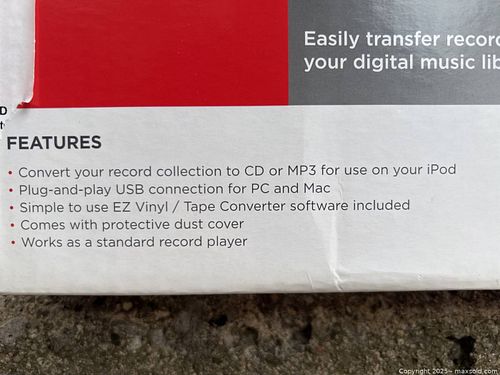 Easily transfer
your digital music
D
FEATURES
• Convert your record collection to CD or MP3 for use on your iPod
• Plug-and-play USB connection for PC and Mac
• Simple to use EZ Vinyl / Tape Converter software included
• Comes with protective dust cover
• Works as a standard record player
Copyright 2023 - maxsold.com